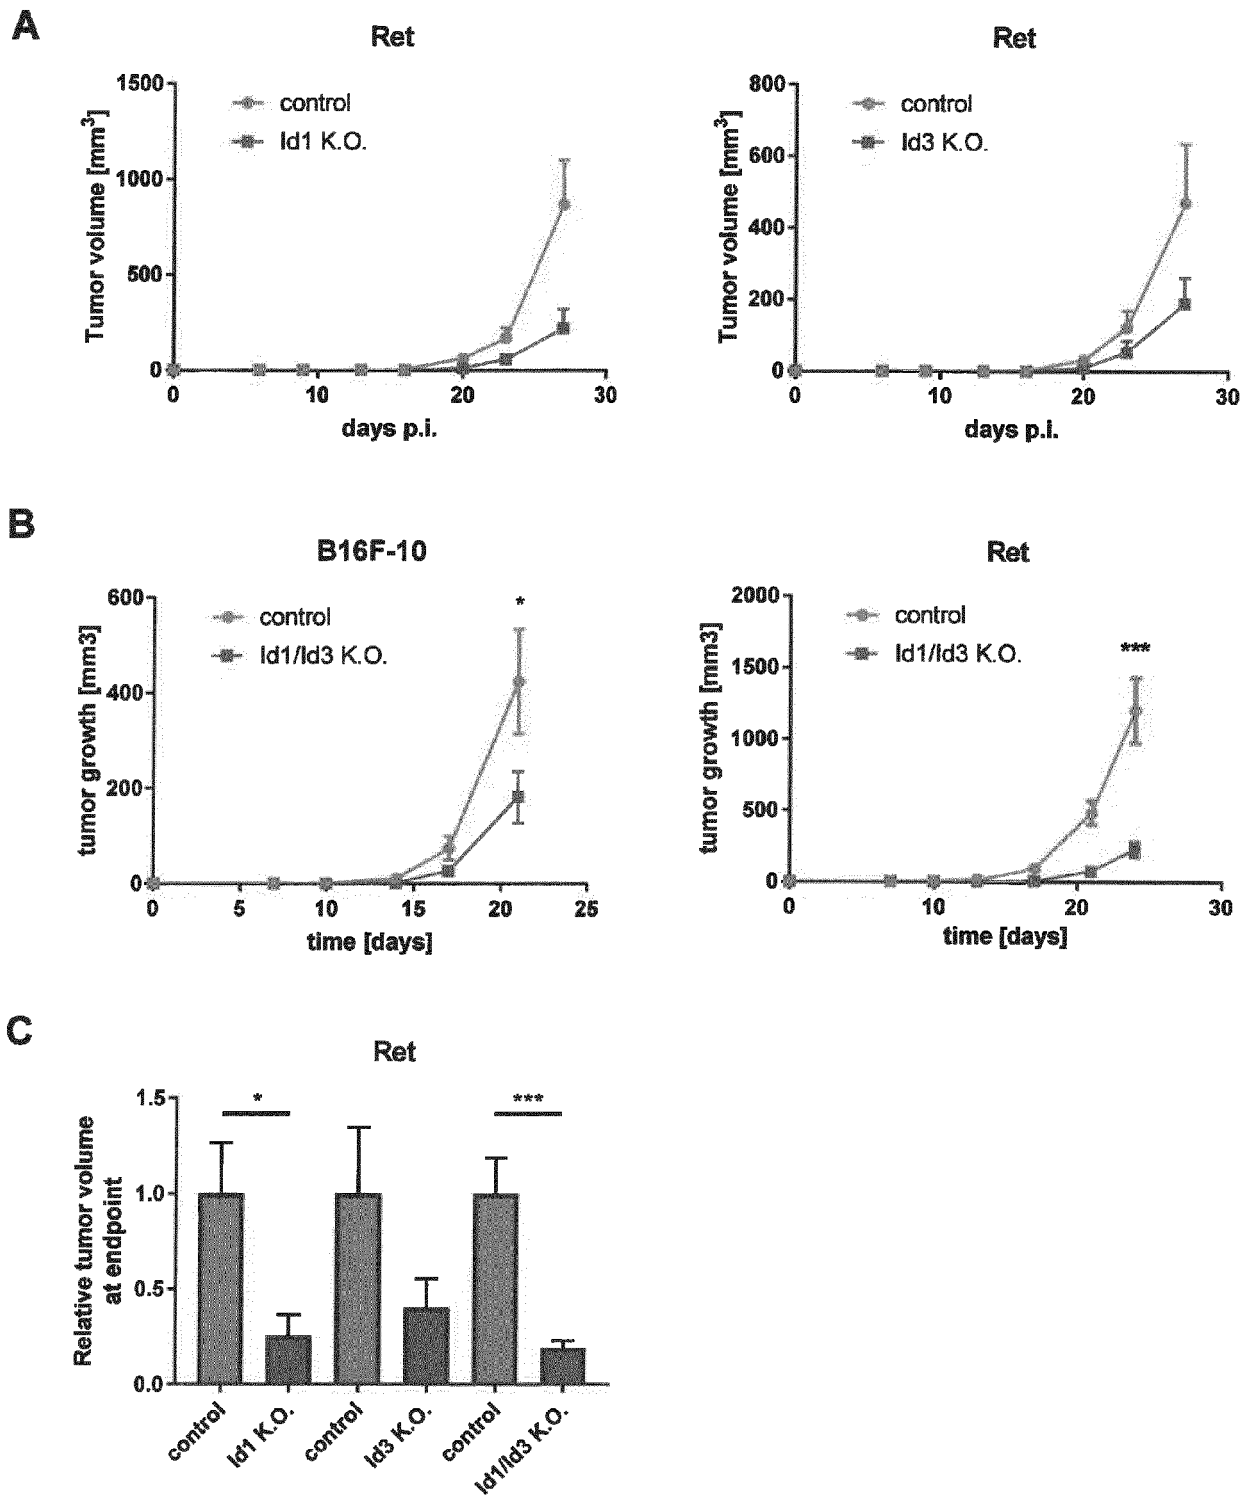 A
Ret
Tumor volume [mm3]
1500
1000
500
0
control
Id1 K.O.
0 10 20 30
days p.i.
Ret
Tumor volume [mm3]
800
600
400
200
0
control
Id3 K.O.
0 10 20 30
days p.i.
B
B16F-10
tumor growth [mm3]
600
400
200
0
control
Id1/Id3 K.O.
*
0 5 10 15 20 25
time [days]
Ret
tumor growth [mm3]
2000
1500
1000
500
0
control
Id1/Id3 K.O.
***
0 10 20 30
time [days]
C
Ret
Relative tumor volume
at endpoint
1.5
1.0
0.5
0.0
*
***
control
Id1 K.O.
control
Id3 K.O.
control
Id1/Id3 K.O.